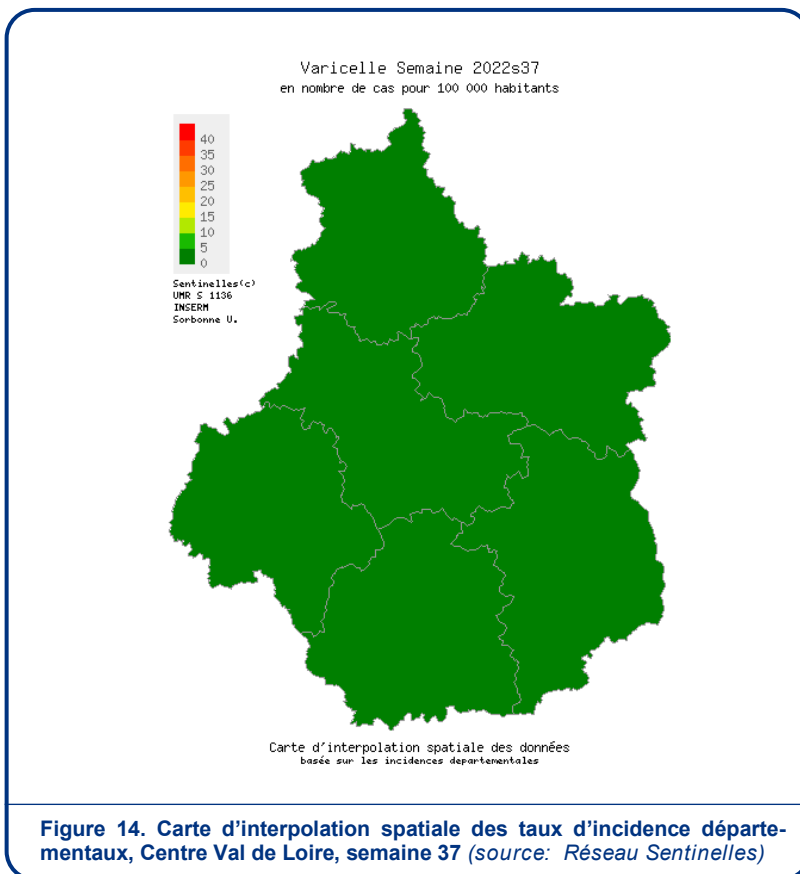 Varicelle Semaine 2022s37
en nombre de cas pour 100 000 habitants
40
35
30
25
20
15
10
5
0
Sentinelles(c)
UMR S 1136
INSERM
Sorbonne U.
Carte d'interpolation spatiale des données
basée sur les incidences departementales
Figure 14. Carte d’interpolation spatiale des taux d’incidence départe-
mentaux, Centre Val de Loire, semaine 37 (source: Réseau Sentinelles)